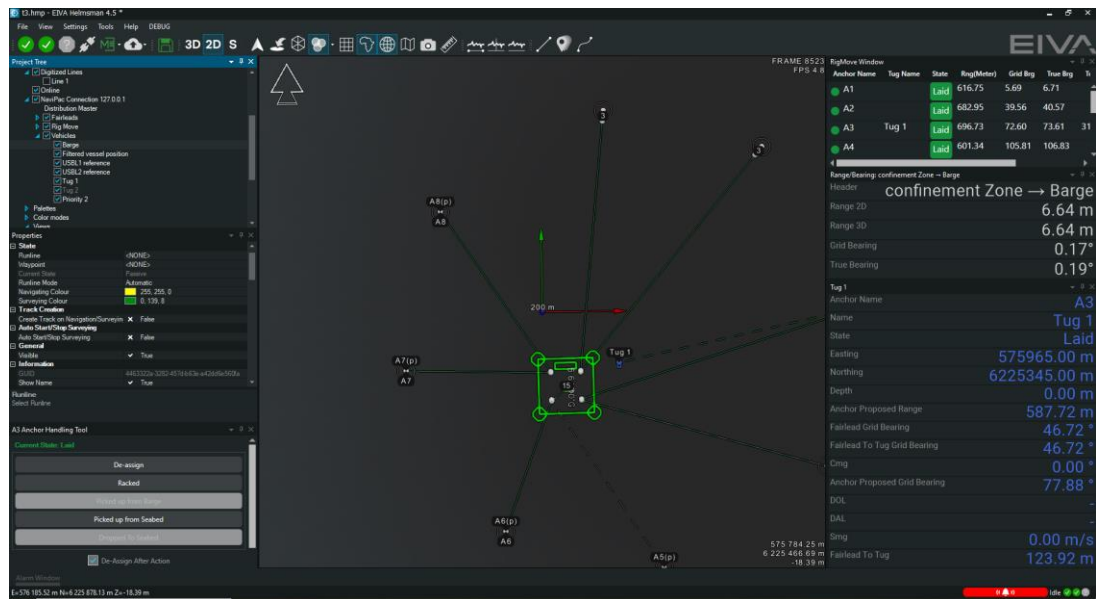 t3.hmp - EIVA Helmsman 4.5 *
File View Settings Tools Help DEBUG
3D 2D S
EIVA
Project Tree
Digitized Lines
Line 1
Online
NaviPac Connection 127.0.0.1
Distribution Master
Fairleads
Rig Move
Vehicles
Barge
Filtered vessel position
USBL1 reference
USBL2 reference
Tug 1
Tug 2
Priority 2
Palettes
Color modes
Views
Properties
State
Runline <NONE>
Waypoint <NONE>
Current State Passive
Runline Mode Automatic
Navigating Colour 255, 255, 0
Surveying Colour 0, 139, 8
Track Creation
Create Track on Navigation/Surveyin False
Auto Start/Stop Surveying
Auto Start/Stop Surveying False
General
Visible True
Information
GUID
Show Name True
Runline
Select Runline
A3 Anchor Handling Tool
Current State: Laid
De-assign
Racked
Picked up from Barge
Picked up from Seabed
Dropped To Seabed
De-Assign After Action
Alarm Window
E=576 185.52 m N=6 225 878.13 m Z=-18.39 m
FRAME 8523
FPS 4.8
3
3
A8(p)
A8
200 m
Tug 1
A7(p)
A7
15
A6(p)
A6
A5(p)
575 784.25 m
6 225 466.69 m
-18.39 m
RigMove Window
Anchor Name Tug Name State Rng(Meter) Grid Brg True Brg
A1 Laid 616.75 5.69 6.71
A2 Laid 682.95 39.56 40.57
A3 Tug 1 Laid 696.73 72.60 73.61 31
A4 Laid 601.34 105.81 106.83
Range/Bearing: confinement Zone → Barge
Header confinement Zone → Barge
Range 2D 6.64 m
Range 3D 6.64 m
Grid Bearing 0.17°
True Bearing 0.19°
Tug 1
Anchor Name A3
Name Tug 1
State Laid
Easting 575965.00 m
Northing 6225345.00 m
Depth 0.00 m
Anchor Proposed Range 587.72 m
Fairlead Grid Bearing 46.72 °
Fairlead To Tug Grid Bearing 46.72 °
Cmg 0.00 °
Anchor Proposed Grid Bearing 77.88 °
DOL -
DAL -
Smg 0.00 m/s
Fairlead To Tug 123.92 m
Idle